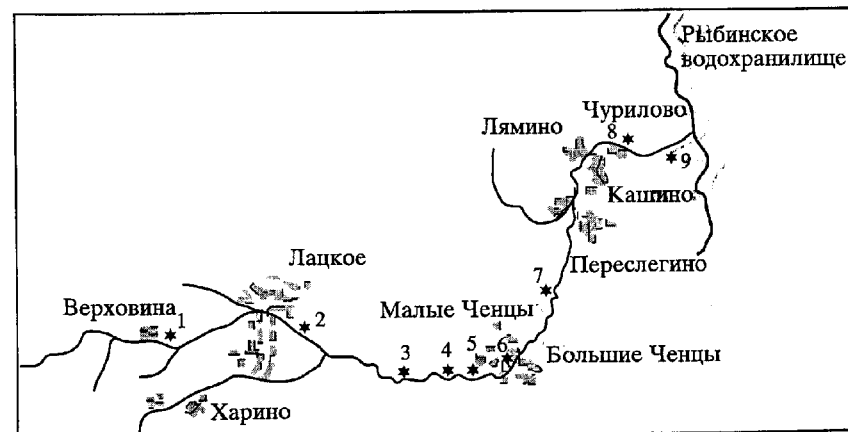 Рыбинское
водохранилище
Чурилово
Лямино
8
9
Кашино
Переслегино
7
Лацкое
Верховина
1
2
Малые Ченцы
3
4
5
6
Большие Ченцы
Харино